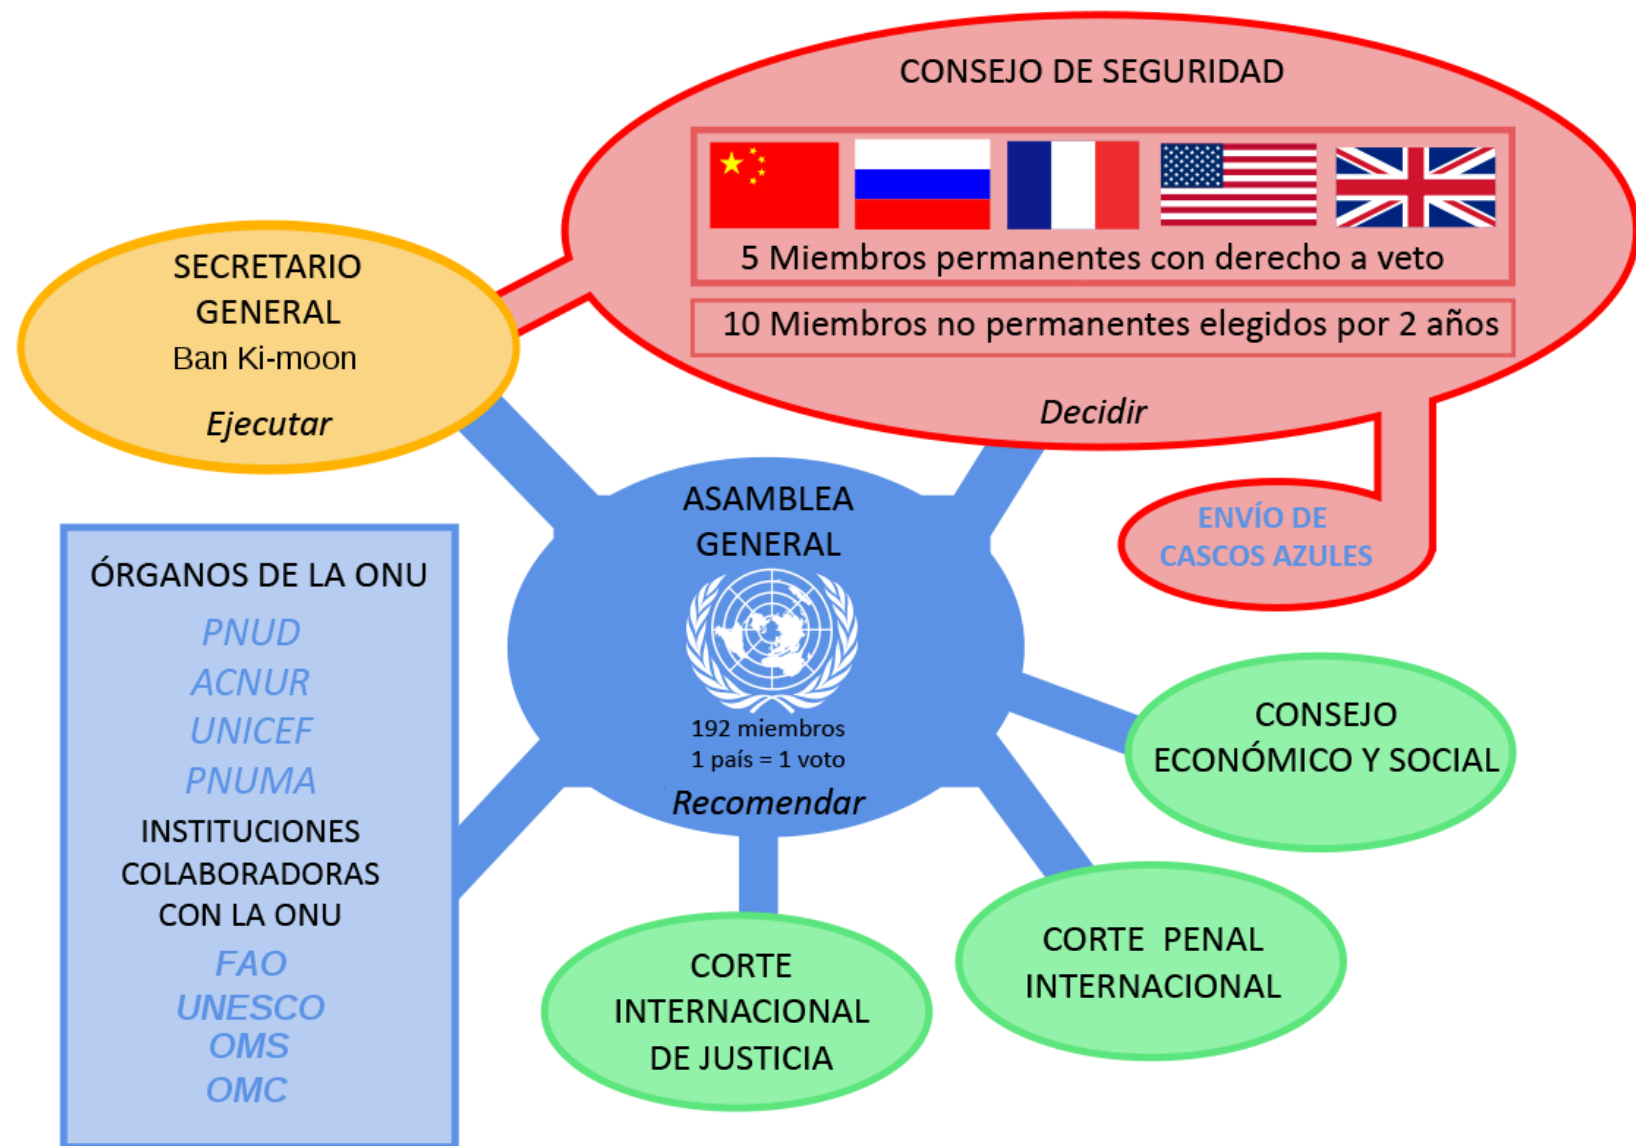 CONSEJO DE SEGURIDAD
5 Miembros permanentes con derecho a veto
10 Miembros no permanentes elegidos por 2 años
Decidir
SECRETARIO
GENERAL
Ban Ki-moon
Ejecutar
ENVÍO DE
CASCOS AZULES
ASAMBLEA
GENERAL
192 miembros
1 país = 1 voto
Recomendar
ÓRGANOS DE LA ONU
PNUD
ACNUR
UNICEF
PNUMA
INSTITUCIONES
COLABORADORAS
CON LA ONU
FAO
UNESCO
OMS
OMC
CONSEJO
ECONÓMICO Y SOCIAL
CORTE PENAL
INTERNACIONAL
CORTE
INTERNACIONAL
DE JUSTICIA